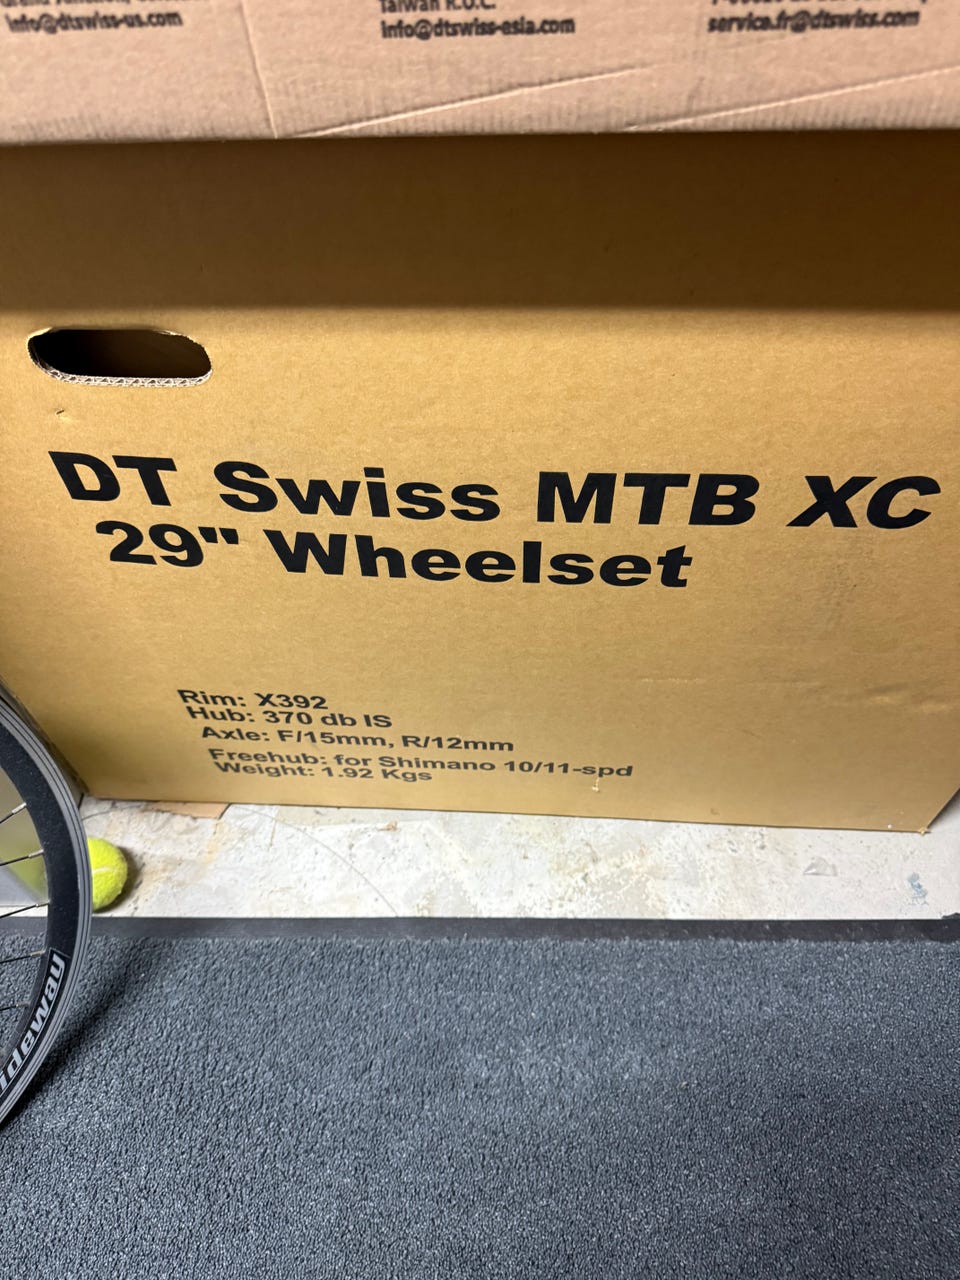 info@dtswiss-us.com
Taiwan R.O.C.
info@dtswiss-asia.com
service.fr@dtswiss.com
DT Swiss MTB XC
29" Wheelset
Rim: X392
Hub: 370 db IS
Axle: F/15mm, R/12mm
Freehub: for Shimano 10/11-spd
Weight: 1.92 Kgs
ideway